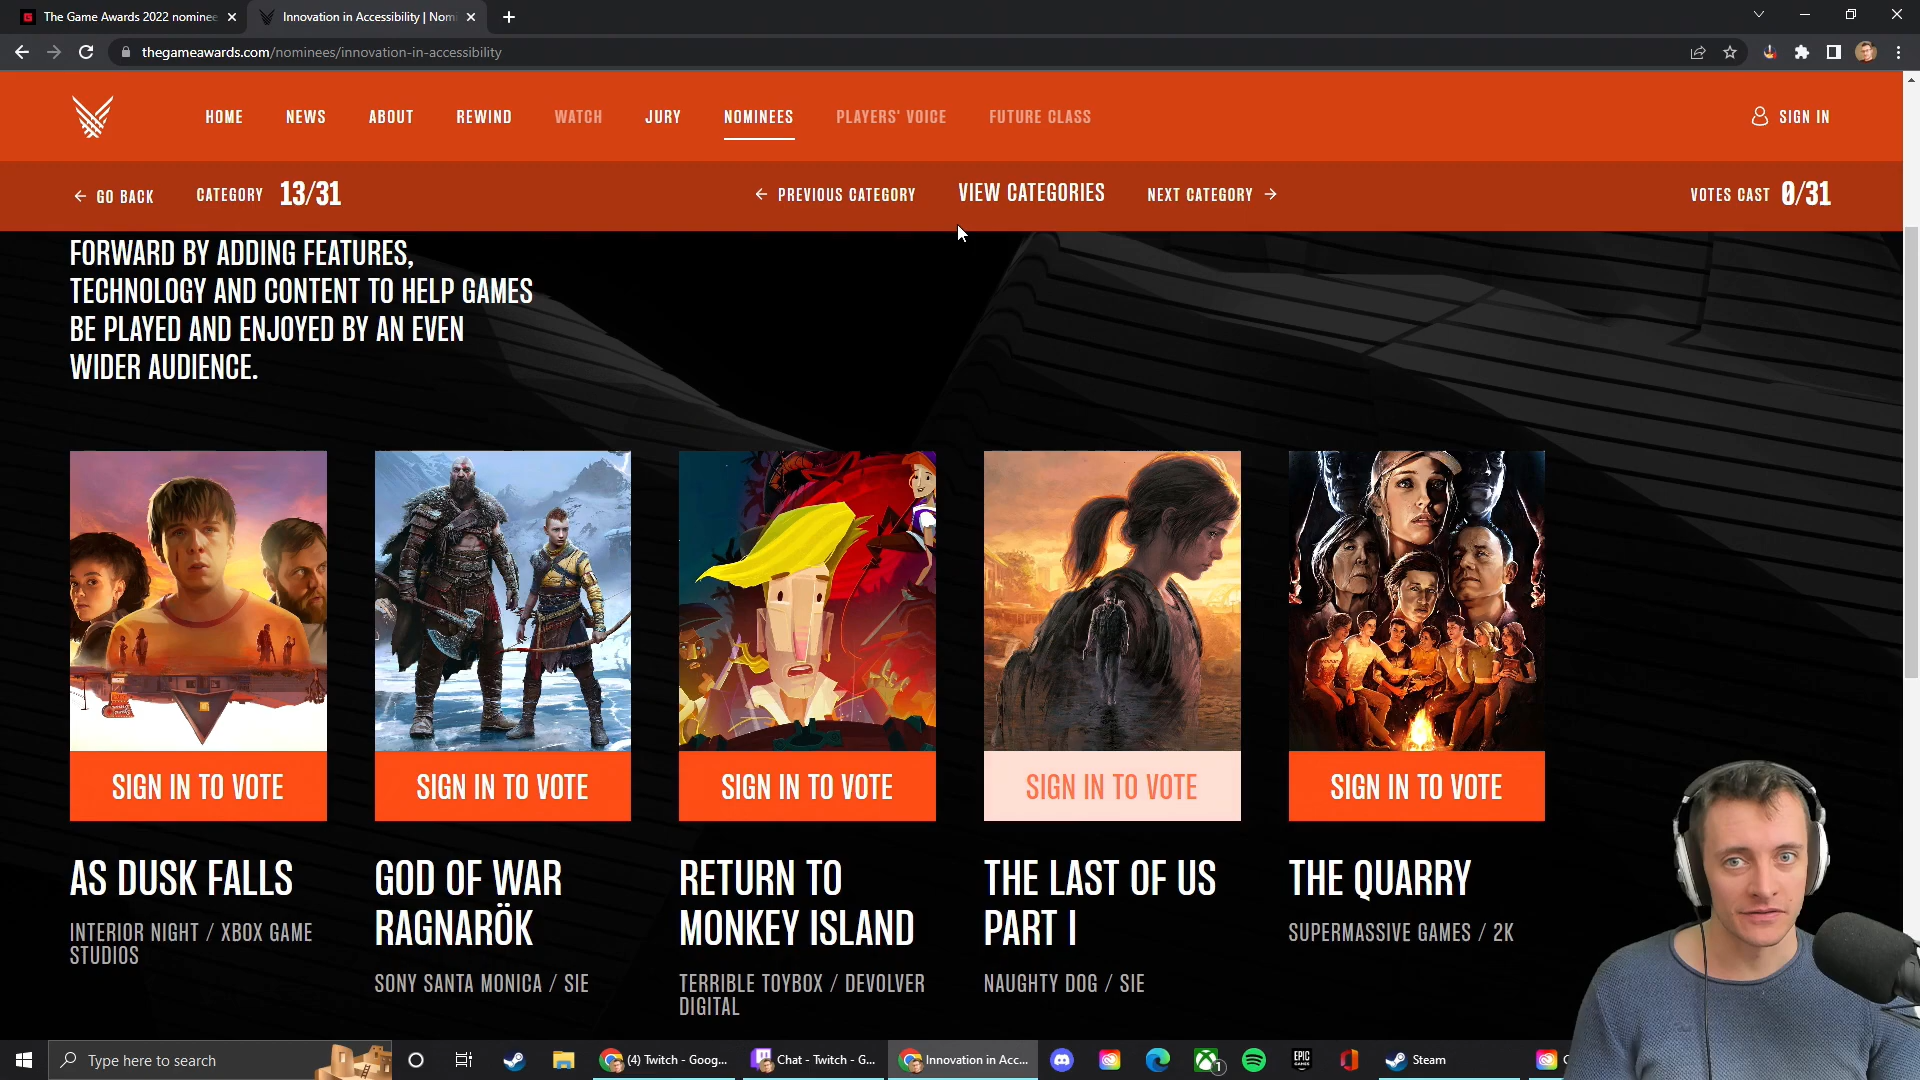 The Game Awards 2022 nominee
Innovation in Accessibility | Nomi
thegameawards.com/nominees/innovation-in-accessibility
HOME
NEWS
ABOUT
REWIND
WATCH
JURY
NOMINEES
PLAYERS' VOICE
FUTURE CLASS
SIGN IN
← GO BACK
CATEGORY 13/31
← PREVIOUS CATEGORY
VIEW CATEGORIES
NEXT CATEGORY →
VOTES CAST 0/31
FORWARD BY ADDING FEATURES,
TECHNOLOGY AND CONTENT TO HELP GAMES
BE PLAYED AND ENJOYED BY AN EVEN
WIDER AUDIENCE.
SIGN IN TO VOTE
SIGN IN TO VOTE
SIGN IN TO VOTE
SIGN IN TO VOTE
SIGN IN TO VOTE
AS DUSK FALLS
INTERIOR NIGHT / XBOX GAME
STUDIOS
GOD OF WAR
RAGNARÖK
SONY SANTA MONICA / SIE
RETURN TO
MONKEY ISLAND
TERRIBLE TOYBOX / DEVOLVER
DIGITAL
THE LAST OF US
PART I
NAUGHTY DOG / SIE
THE QUARRY
SUPERMASSIVE GAMES / 2K
Type here to search
(4) Twitch - Goog...
Chat - Twitch - G...
Innovation in Acc...
1
EPIC
GAMES
Steam